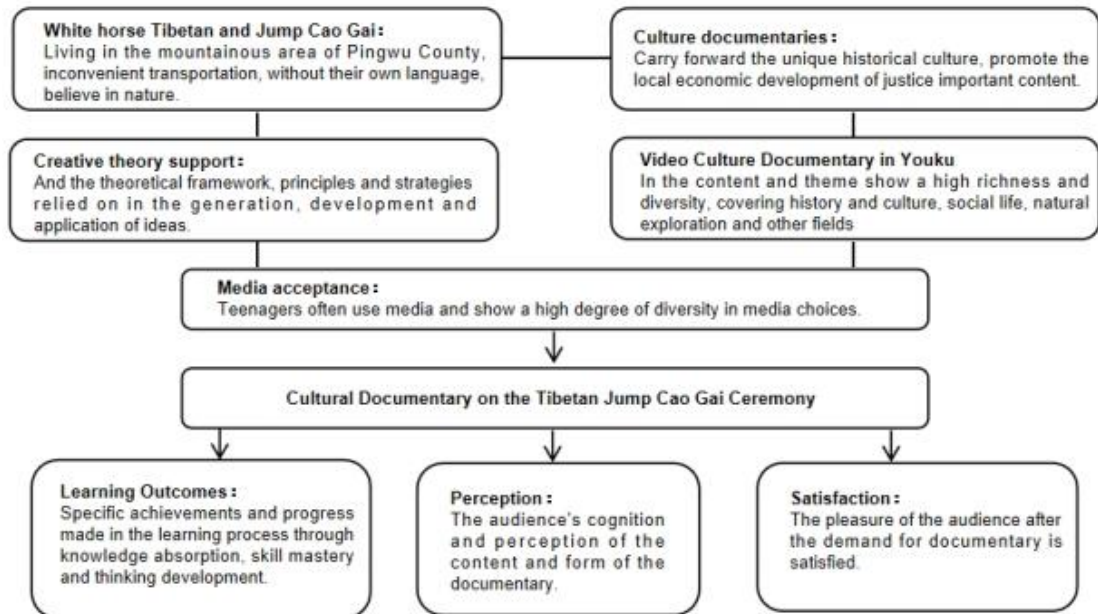 White horse Tibetan and Jump Cao Gai:
Living in the mountainous area of Pingwu County,
inconvenient transportation, without their own language,
believe in nature.
Culture documentaries:
Carry forward the unique historical culture, promote the
local economic development of justice important content.
Creative theory support:
And the theoretical framework, principles and strategies
relied on in the generation, development and
application of ideas.
Video Culture Documentary in Youku
In the content and theme show a high richness and
diversity, covering history and culture, social life, natural
exploration and other fields
Media acceptance:
Teenagers often use media and show a high degree of diversity in media choices.
Cultural Documentary on the Tibetan Jump Cao Gai Ceremony
Learning Outcomes:
Specific achievements and progress
made in the learning process through
knowledge absorption, skill mastery
and thinking development.
Perception:
The audience's cognition
and perception of the
content and form of the
documentary.
Satisfaction:
The pleasure of the audience after
the demand for documentary is
satisfied.